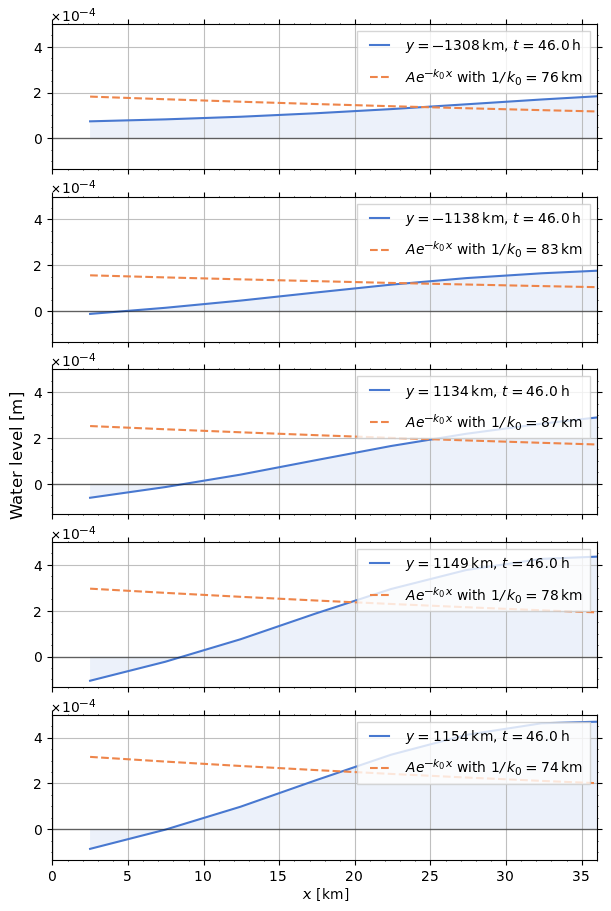 ×10⁻⁴
4
2
0
y = −1308 km, t = 46.0 h
Ae^{−k₀x} with 1/k₀ = 76 km
×10⁻⁴
4
2
0
y = −1138 km, t = 46.0 h
Ae^{−k₀x} with 1/k₀ = 83 km
×10⁻⁴
4
2
0
y = 1134 km, t = 46.0 h
Ae^{−k₀x} with 1/k₀ = 87 km
Water level [m]
×10⁻⁴
4
2
0
y = 1149 km, t = 46.0 h
Ae^{−k₀x} with 1/k₀ = 78 km
×10⁻⁴
4
2
0
y = 1154 km, t = 46.0 h
Ae^{−k₀x} with 1/k₀ = 74 km
0 5 10 15 20 25 30 35
x [km]